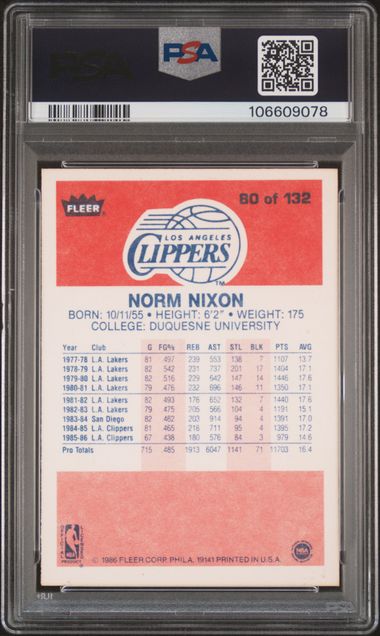 PSA
PSA
106609078
FLEER
60 of 132
LOS ANGELES
CLIPPERS
TM
NORM NIXON
BORN: 10/11/55 • HEIGHT: 6'2" • WEIGHT: 175
COLLEGE: DUQUESNE UNIVERSITY
Year Club G FG% REB AST STL BLK PTS AVG
1977-78 L.A. Lakers 81 .497 239 553 138 7 1107 13.7
1978-79 L.A. Lakers 82 .542 231 737 201 17 1404 17.1
1979-80 L.A. Lakers 82 .516 229 642 147 14 1446 17.6
1980-81 L.A. Lakers 79 .476 232 696 146 11 1350 17.1
1981-82 L.A. Lakers 82 .493 176 652 132 7 1440 17.6
1982-83 L.A. Lakers 79 .475 205 566 104 4 1191 15.1
1983-84 San Diego 82 .462 203 914 94 4 1391 17.0
1984-85 L.A. Clippers 81 .465 218 711 95 4 1395 17.2
1985-86 L.A. Clippers 67 .438 180 576 84 3 979 14.6
Pro Totals 715 .485 1913 6047 1141 71 11703 16.4
NBA
PRODUCT
© 1986 FLEER CORP. PHILA. 19141 PRINTED IN U.S.A.